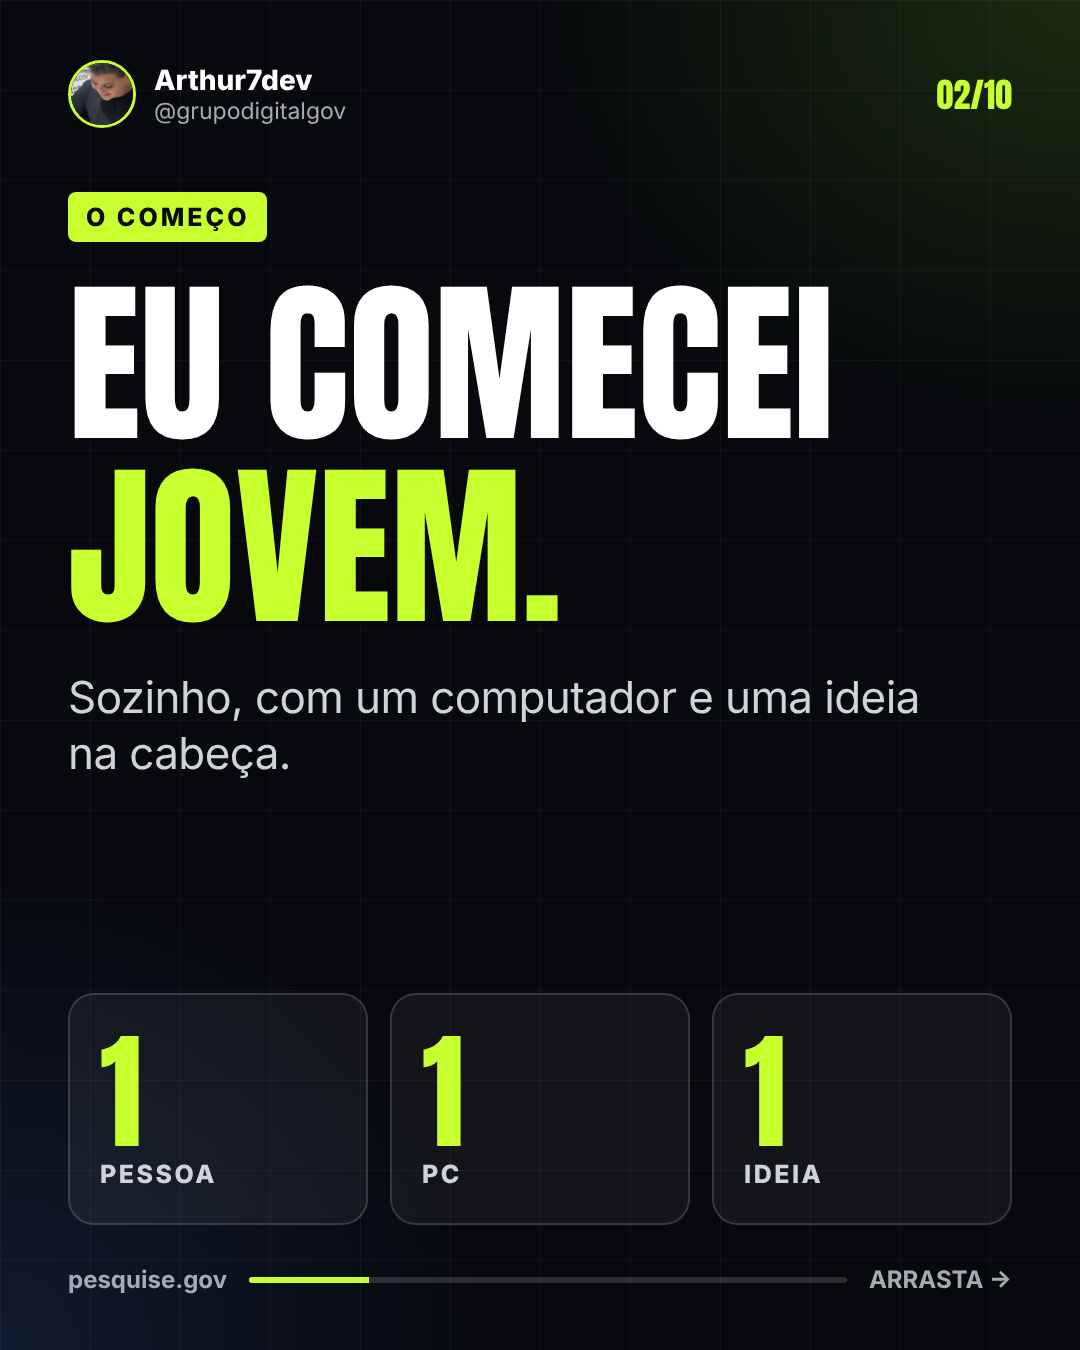 Arthur7dev
@grupodigitalgov
02/10
O COMEÇO
EU COMECEI
JOVEM.
Sozinho, com um computador e uma ideia
na cabeça.
1
PESSOA
1
PC
1
IDEIA
pesquise.gov
ARRASTA →